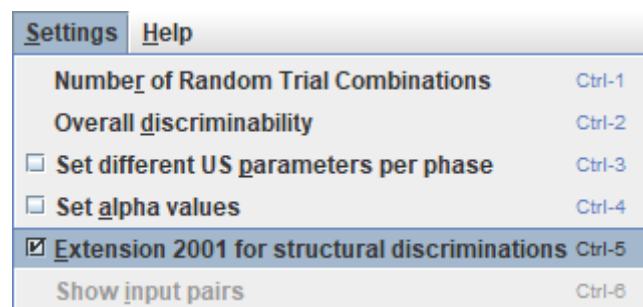 Settings Help
Number of Random Trial Combinations Ctrl-1
Overall discriminability Ctrl-2
Set different US parameters per phase Ctrl-3
Set alpha values Ctrl-4
Extension 2001 for structural discriminations Ctrl-5
Show input pairs Ctrl-6